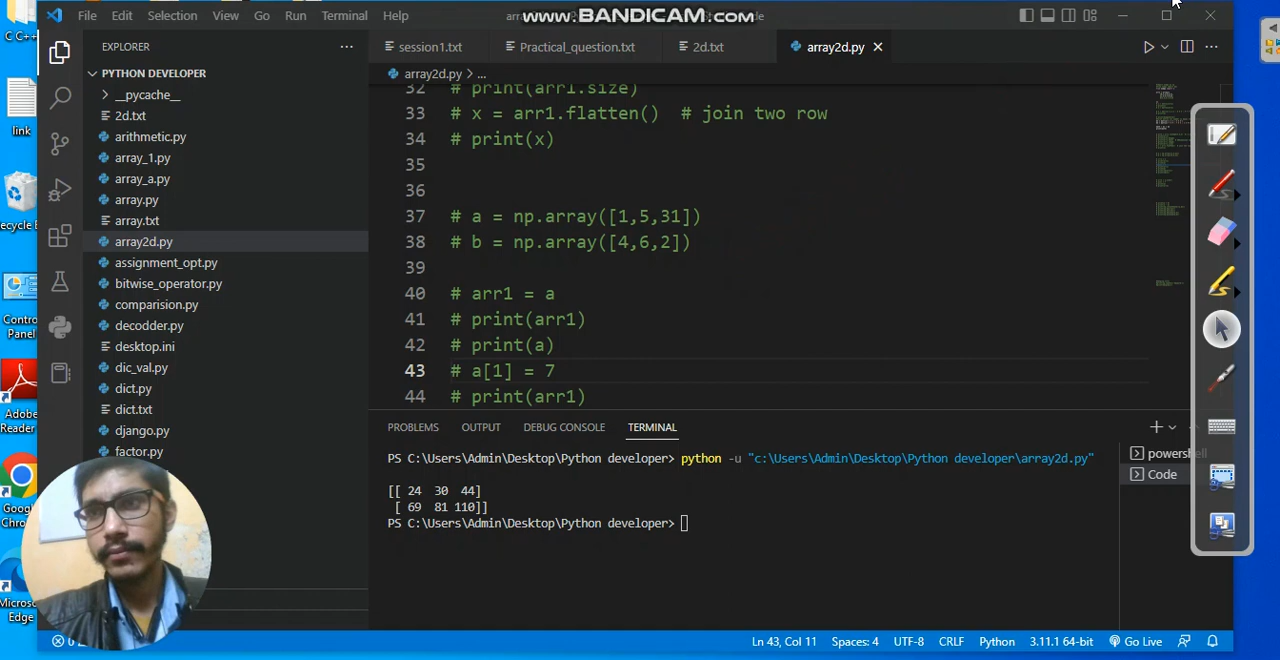 C C++
File Edit Selection View Go Run Terminal Help
www.BANDICAM.com
EXPLORER
session1.txt Practical_question.txt 2d.txt array2d.py
PYTHON DEVELOPER
array2d.py > ...
__pycache__
2d.txt
arithmetic.py
array_1.py
array_a.py
array.py
array.txt
array2d.py
assignment_opt.py
bitwise_operator.py
comparision.py
decodder.py
desktop.ini
dic_val.py
dict.py
dict.txt
django.py
factor.py
link
Adobe
Reader
Microso
Edge
32 # print(arr1.size)
33 # x = arr1.flatten() # join two row
34 # print(x)
35
36
37 # a = np.array([1,5,31])
38 # b = np.array([4,6,2])
39
40 # arr1 = a
41 # print(arr1)
42 # print(a)
43 # a[1] = 7
44 # print(arr1)
PROBLEMS OUTPUT DEBUG CONSOLE TERMINAL
PS C:\Users\Admin\Desktop\Python developer> python -u "c:\Users\Admin\Desktop\Python developer\array2d.py"
[[ 24 30 44]
[ 69 81 110]]
PS C:\Users\Admin\Desktop\Python developer>
powershell
Code
Ln 43, Col 11 Spaces: 4 UTF-8 CRLF Python 3.11.1 64-bit Go Live